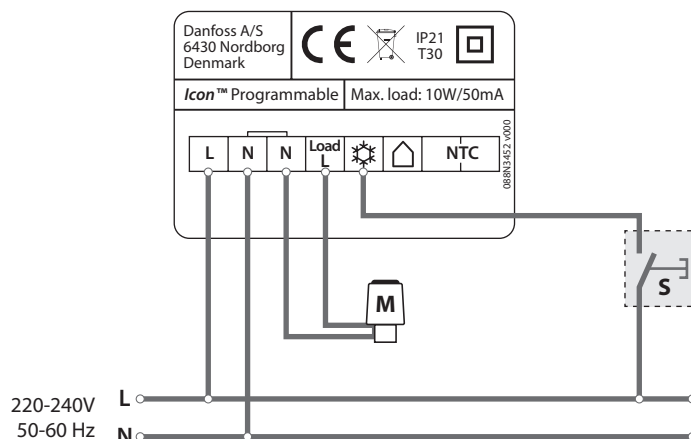 Danfoss A/S
6430 Nordborg
Denmark
CE
IP21
T30
Icon™ Programmable
Max. load: 10W/50mA
088N3452 v000
L N N Load L NTC
M
S
220-240V
50-60 Hz
L
N